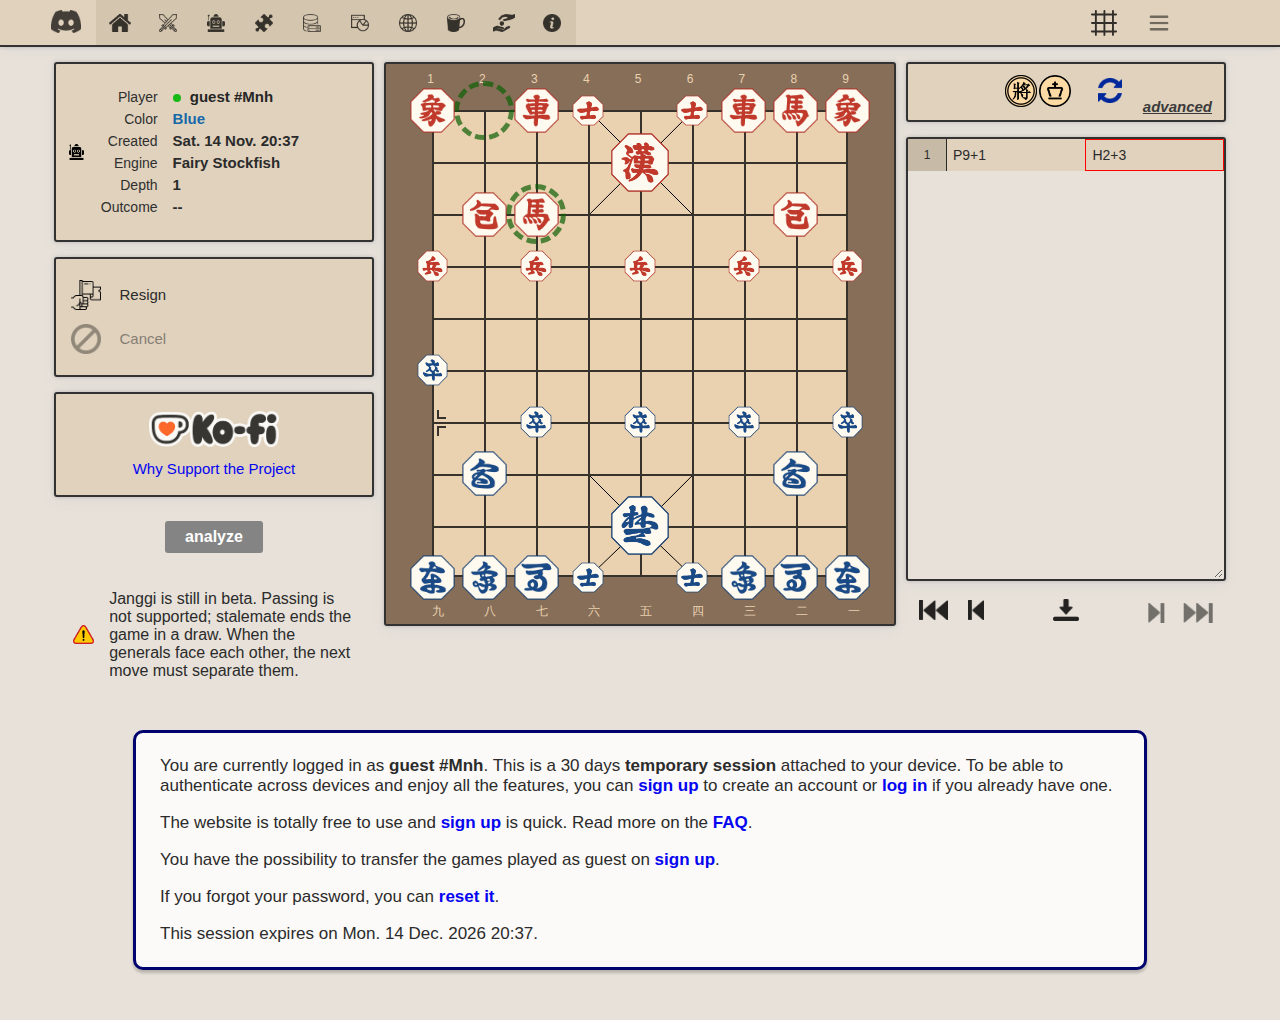 Player guest #Mnh
Color Blue
Created Sat. 14 Nov. 20:37
Engine Fairy Stockfish
Depth 1
Outcome --
Resign
Cancel
Ko-fi
Why Support the Project
analyze
Janggi is still in beta. Passing is
not supported; stalemate ends the
game in a draw. When the
generals face each other, the next
move must separate them.
1 2 3 4 5 6 7 8 9
象 車 士 士 車 馬 象
漢
包 馬 包
兵 兵 兵 兵 兵
卒
卒 卒 卒 卒
包 包
楚
士 士
九 八 七 六 五 四 三 二 一
將
advanced
1 P9+1 H2+3
You are currently logged in as guest #Mnh. This is a 30 days temporary session attached to your device. To be able to
authenticate across devices and enjoy all the features, you can sign up to create an account or log in if you already have one.
The website is totally free to use and sign up is quick. Read more on the FAQ.
You have the possibility to transfer the games played as guest on sign up.
If you forgot your password, you can reset it.
This session expires on Mon. 14 Dec. 2026 20:37.